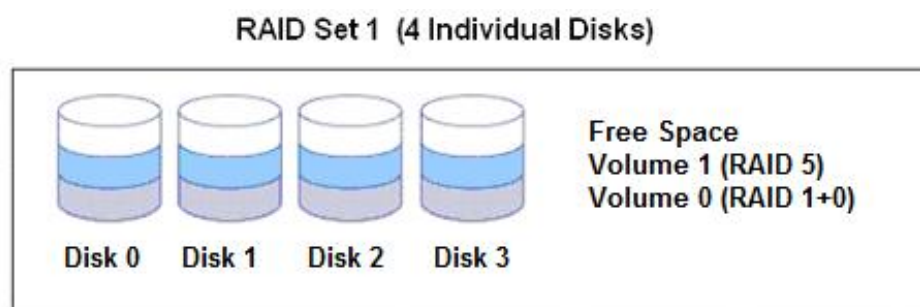 RAID Set 1 (4 Individual Disks)
Free Space
Volume 1 (RAID 5)
Volume 0 (RAID 1+0)
Disk 0 Disk 1 Disk 2 Disk 3